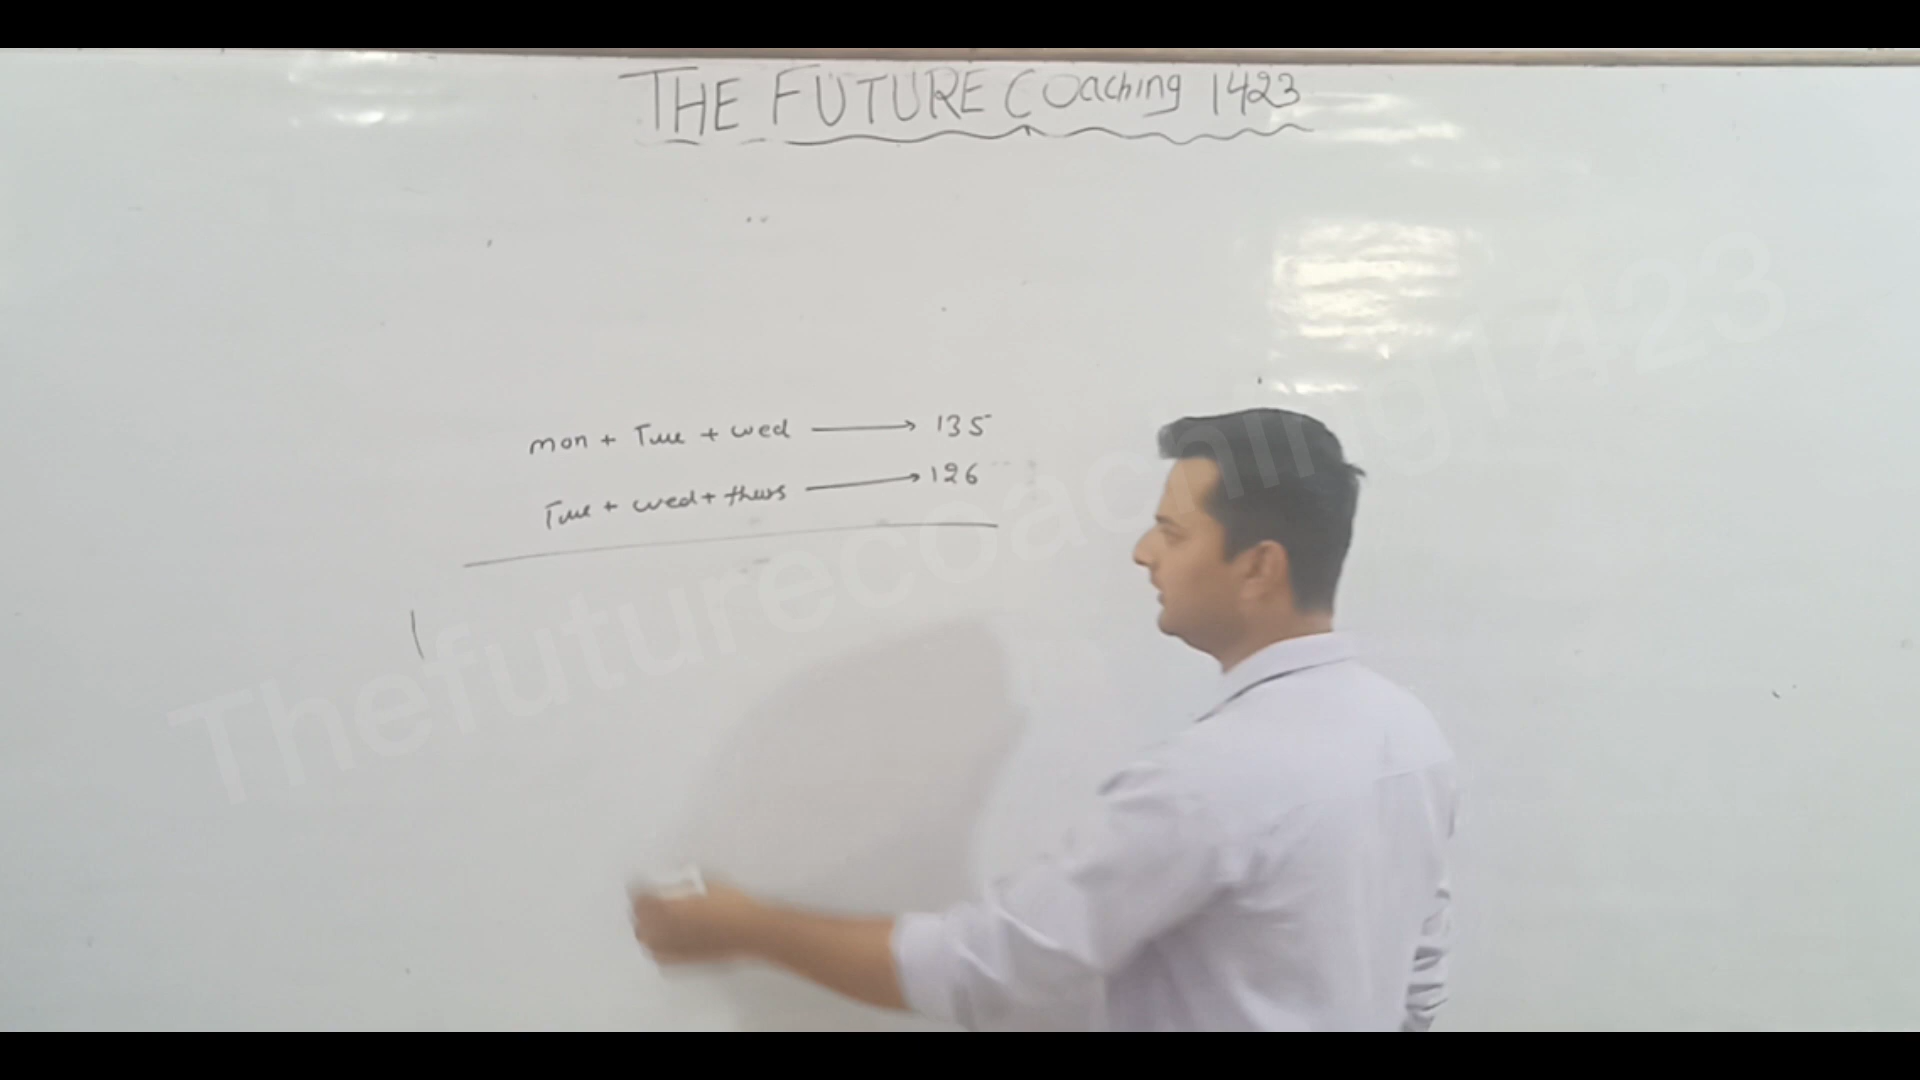 THE FUTURE Coaching 1423
mon + Tue + wed → 135
Tue + wed + thurs → 126
Thefuturecoaching1423